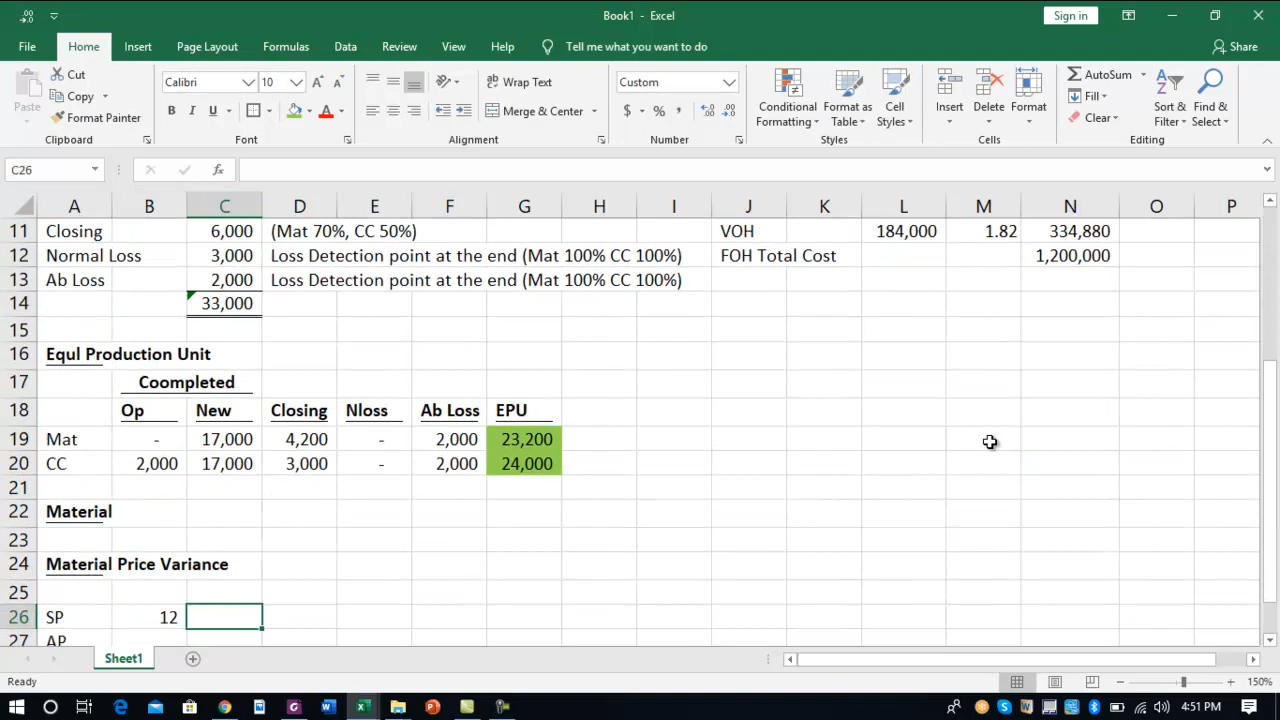 Book1 - Excel
Sign in
File Home Insert Page Layout Formulas Data Review View Help Tell me what you want to do Share
Cut
Copy
Format Painter
Paste
Calibri 10
B I U
Wrap Text
Merge & Center
Custom
$ % ,
Conditional Formatting
Format as Table
Cell Styles
Insert
Delete
Format
AutoSum
Fill
Clear
Sort & Filter
Find & Select
Clipboard Font Alignment Number Styles Cells Editing
C26 fx
A B C D E F G H I J K L M N O P
11 Closing 6,000 (Mat 70%, CC 50%) VOH 184,000 1.82 334,880
12 Normal Loss 3,000 Loss Detection point at the end (Mat 100% CC 100%) FOH Total Cost 1,200,000
13 Ab Loss 2,000 Loss Detection point at the end (Mat 100% CC 100%)
14 33,000
15
16 Equl Production Unit
17 Coompleted
18 Op New Closing Nloss Ab Loss EPU
19 Mat - 17,000 4,200 - 2,000 23,200
20 CC 2,000 17,000 3,000 - 2,000 24,000
21
22 Material
23
24 Material Price Variance
25
26 SP 12
27 AP
Sheet1
Ready
150%
4:51 PM